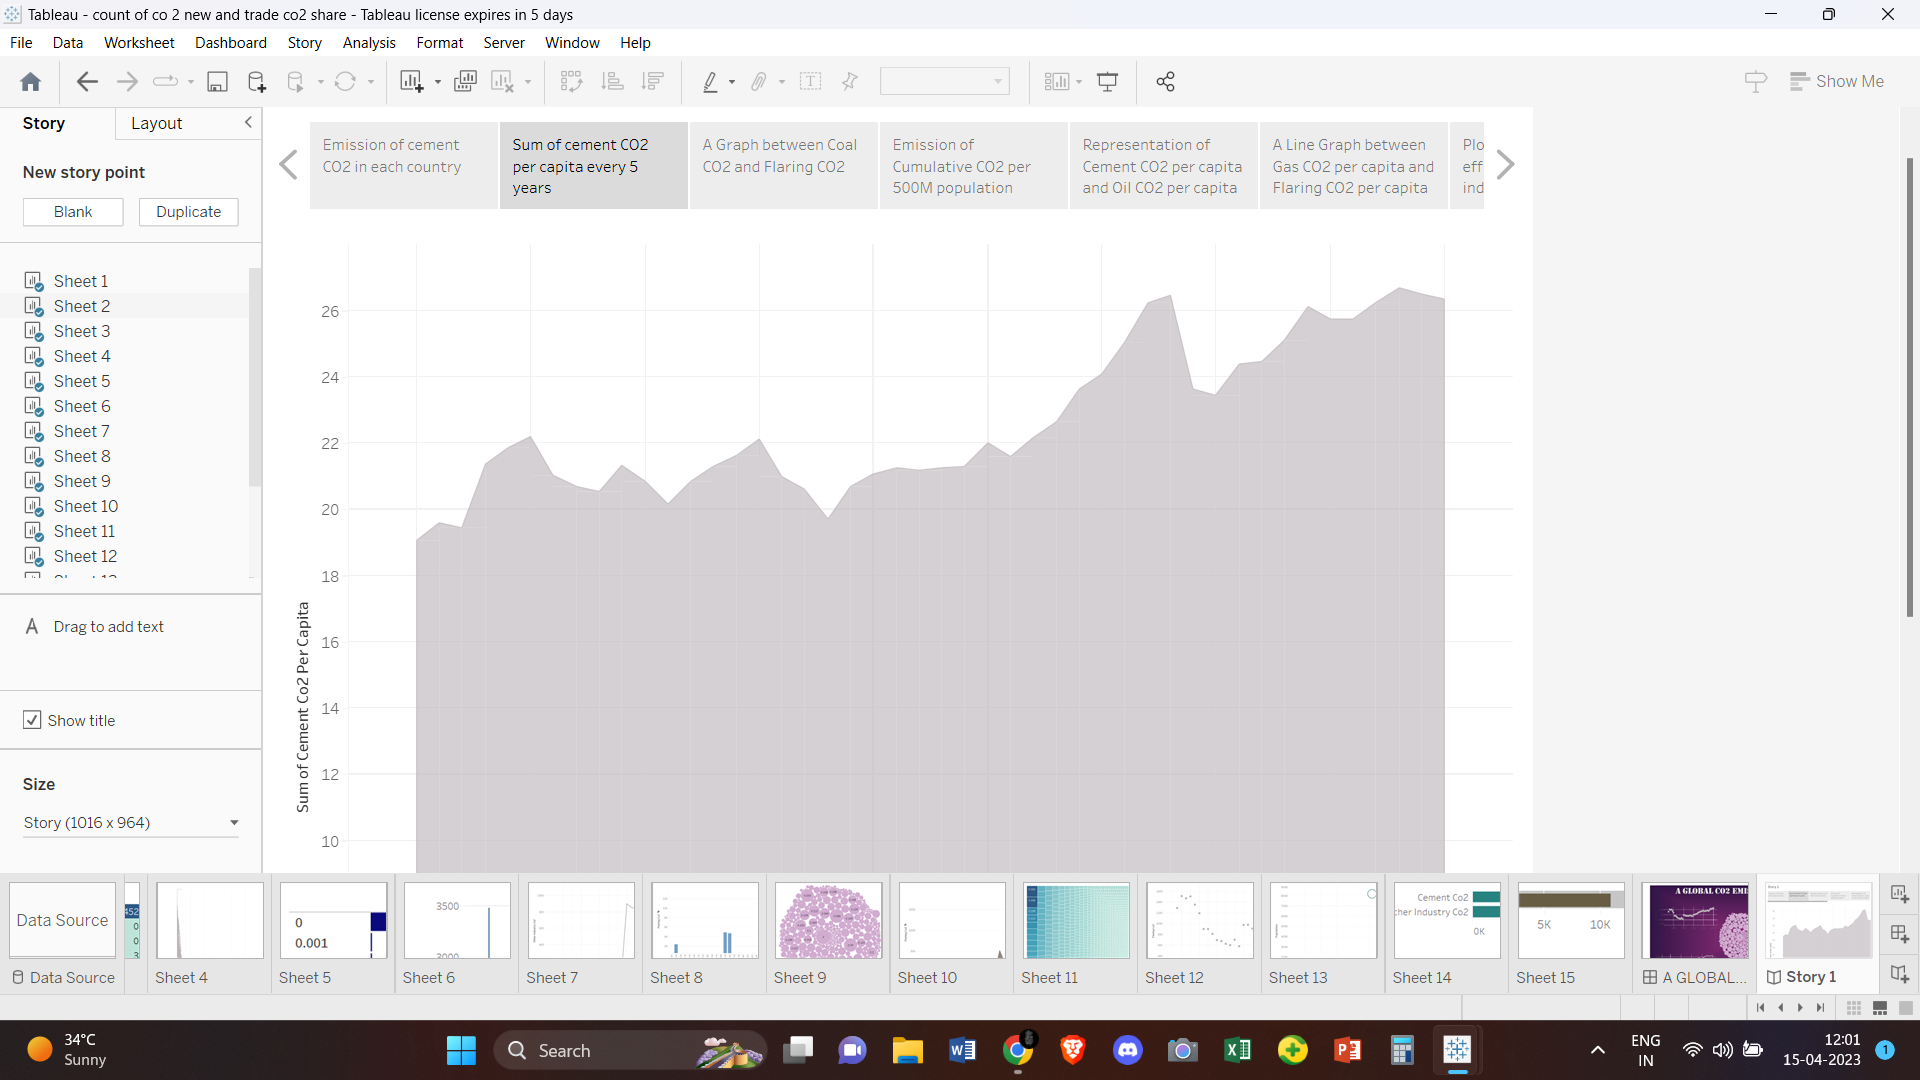 Tableau - count of co 2 new and trade co2 share - Tableau license expires in 5 days
File Data Worksheet Dashboard Story Analysis Format Server Window Help
Show Me
Story
Layout
New story point
Blank
Duplicate
Sheet 1
Sheet 2
Sheet 3
Sheet 4
Sheet 5
Sheet 6
Sheet 7
Sheet 8
Sheet 9
Sheet 10
Sheet 11
Sheet 12
Drag to add text
Show title
Size
Story (1016 x 964)
Emission of cement
CO2 in each country
Sum of cement CO2
per capita every 5
years
A Graph between Coal
CO2 and Flaring CO2
Emission of
Cumulative CO2 per
500M population
Representation of
Cement CO2 per capita
and Oil CO2 per capita
A Line Graph between
Gas CO2 per capita and
Flaring CO2 per capita
Plo
eff
ind
26
24
22
20
18
16
14
12
10
Sum of Cement Co2 Per Capita
Data Source
452
0
0
3
0
0.001
3500
3000
Cement Co2
her Industry Co2
0K
5K 10K
A GLOBAL CO2 EMI
Data Source
Sheet 4
Sheet 5
Sheet 6
Sheet 7
Sheet 8
Sheet 9
Sheet 10
Sheet 11
Sheet 12
Sheet 13
Sheet 14
Sheet 15
A GLOBAL...
Story 1
34°C
Sunny
Search
ENG
IN
12:01
15-04-2023
1